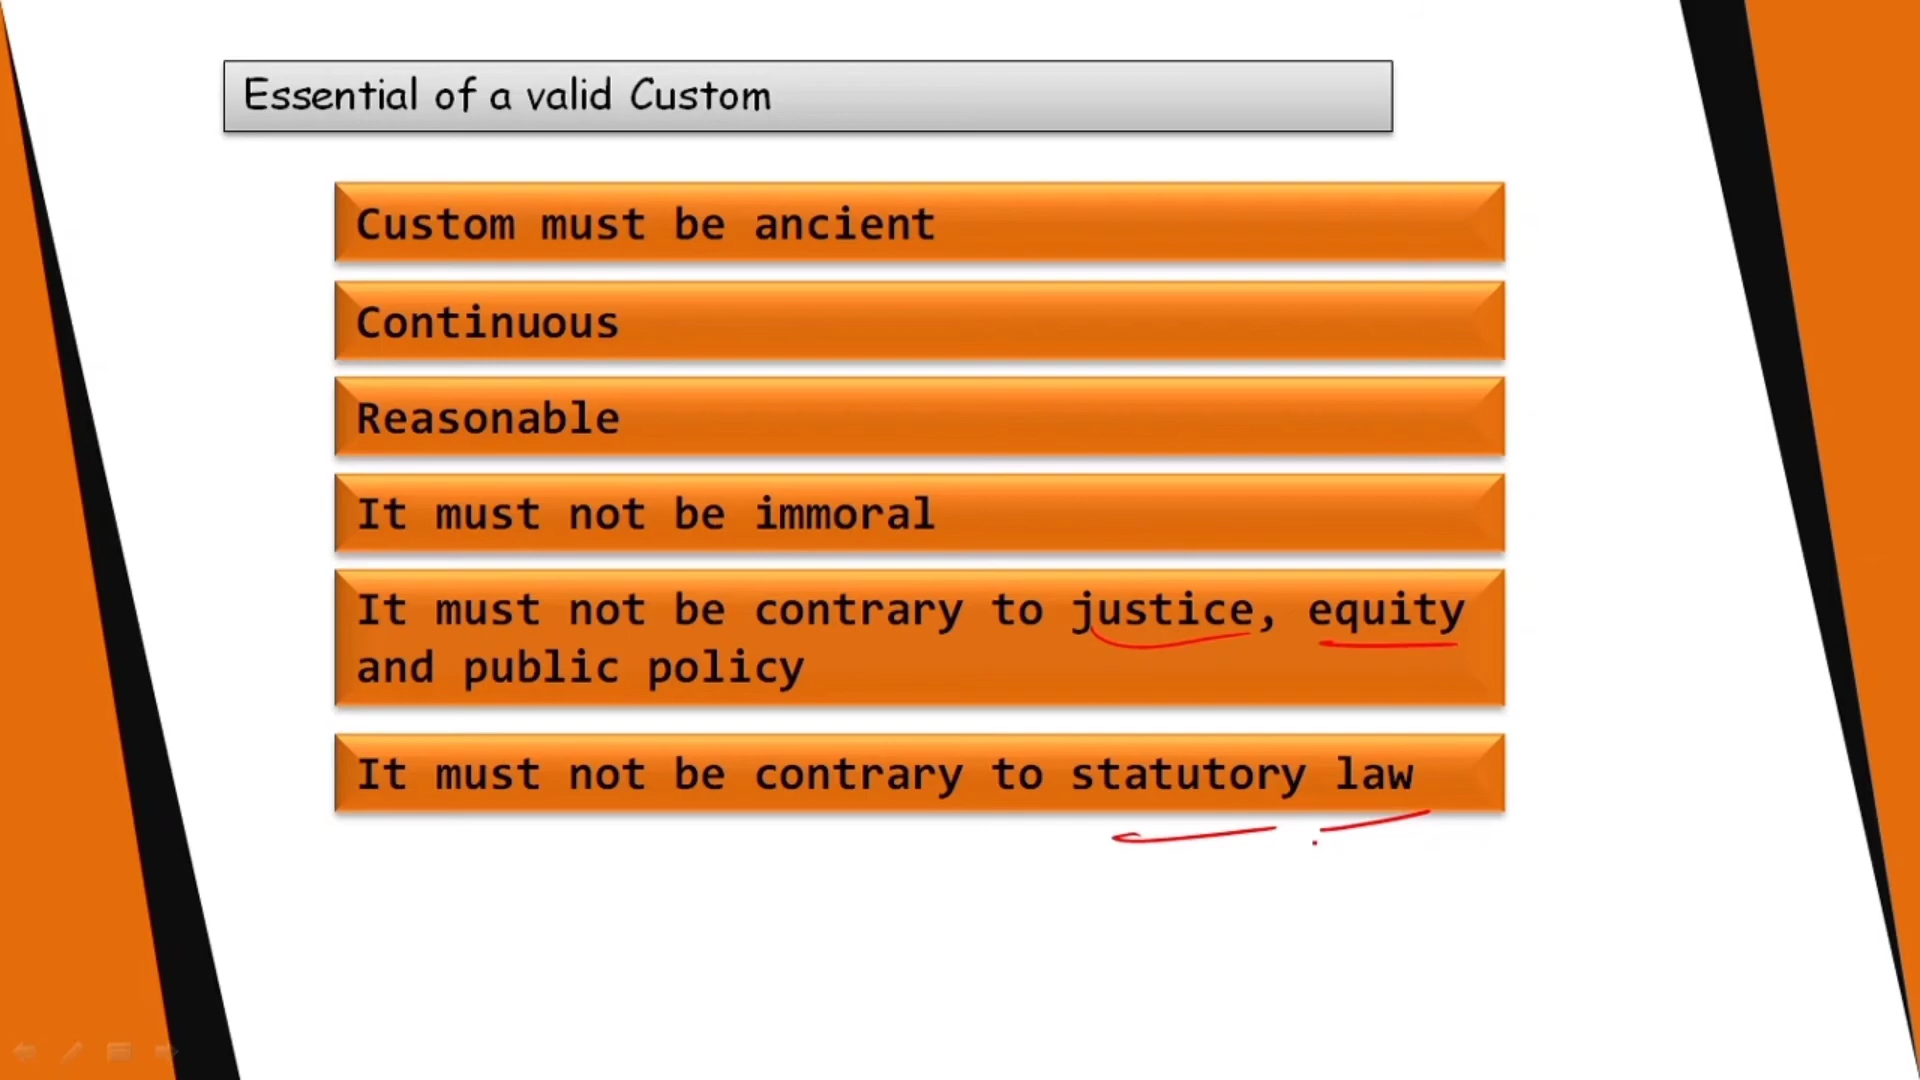 Essential of a valid Custom
Custom must be ancient
Continuous
Reasonable
It must not be immoral
It must not be contrary to justice, equity
and public policy
It must not be contrary to statutory law